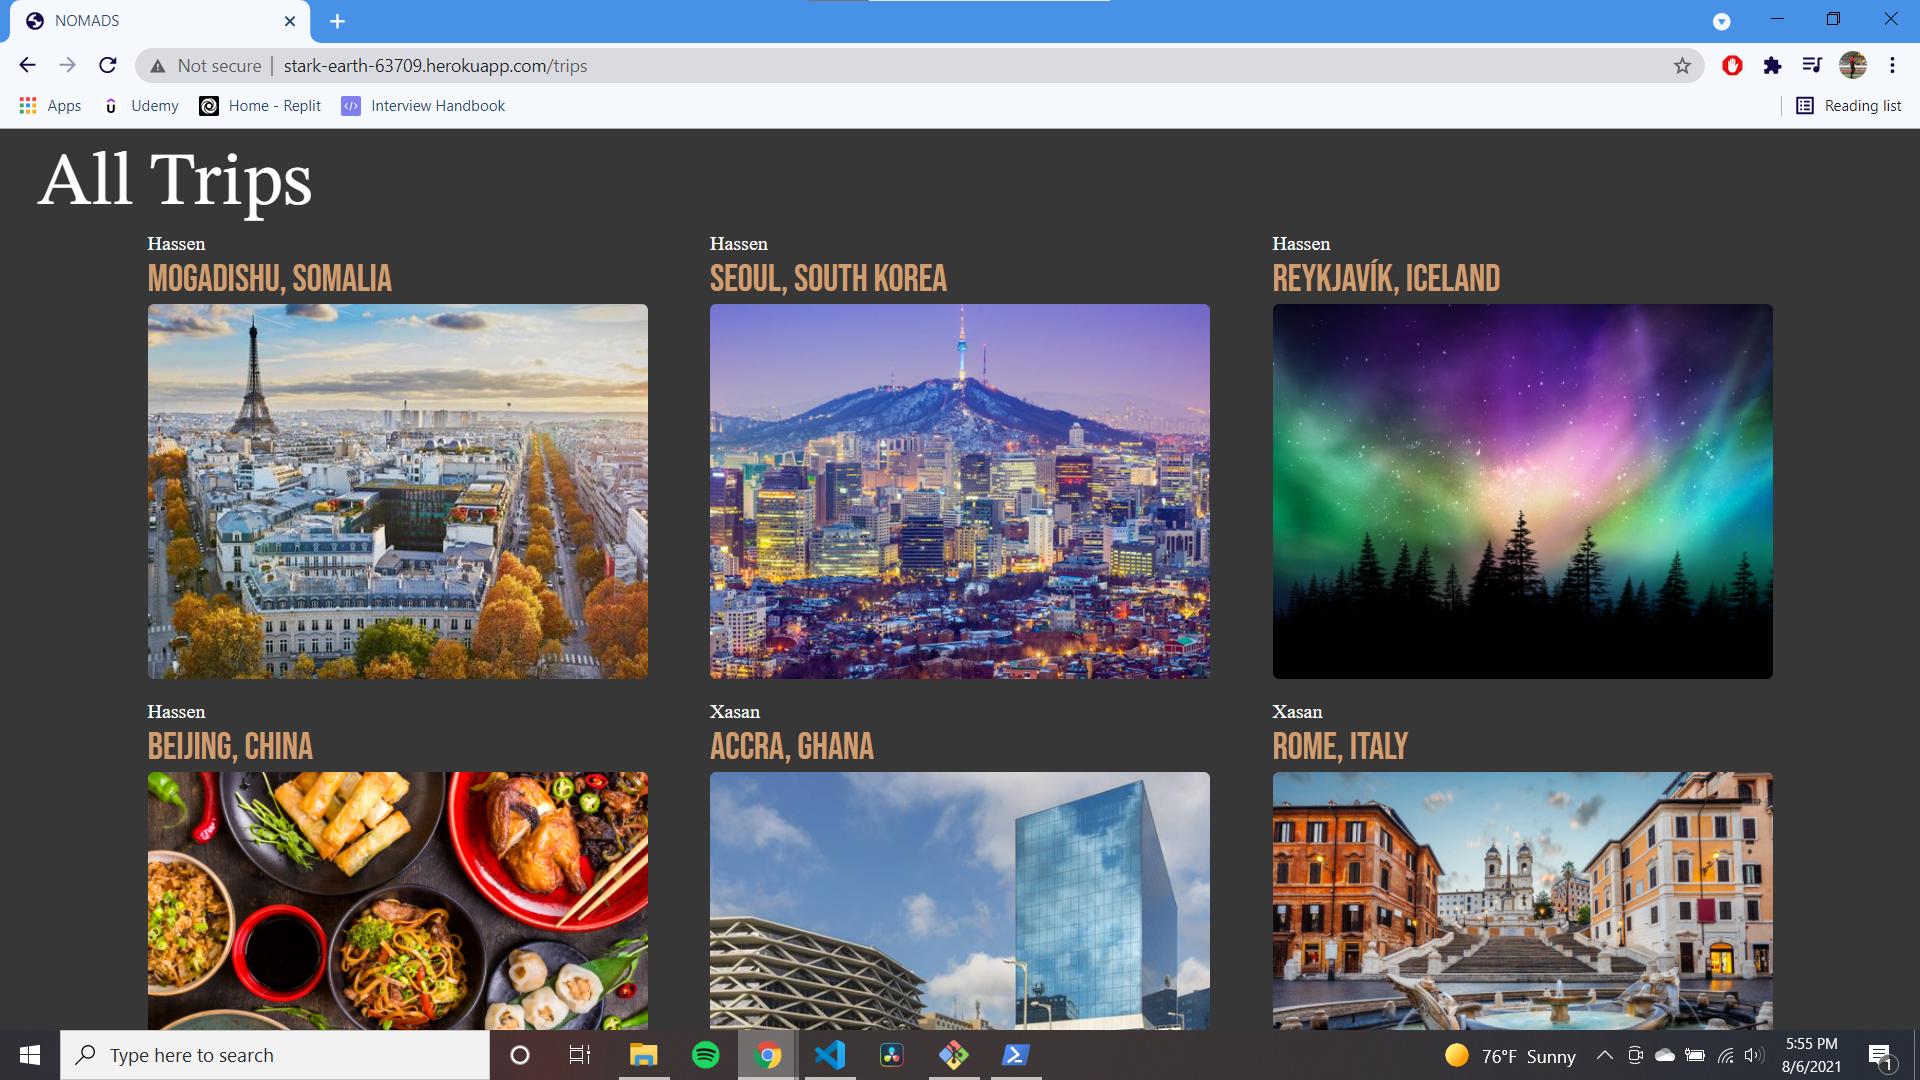 NOMADS
Not secure
stark-earth-63709.herokuapp.com/trips
Apps
Udemy
Home - Replit
Interview Handbook
Reading list
All Trips
Hassen
MOGADISHU, SOMALIA
Hassen
SEOUL, SOUTH KOREA
Hassen
REYKJAVÍK, ICELAND
Hassen
BEIJING, CHINA
Xasan
ACCRA, GHANA
Xasan
ROME, ITALY
Type here to search
76°F Sunny
5:55 PM
8/6/2021
1